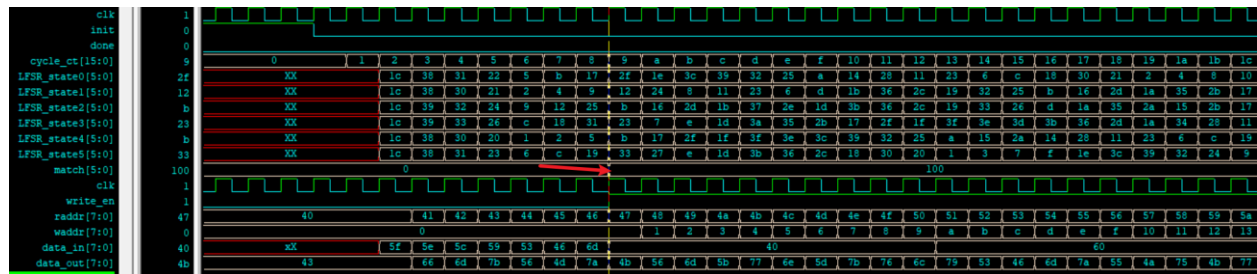 clk 1
init 0
done 0
cycle_ct[15:0] 9 0 1 2 3 4 5 6 7 8 9 a b c d e f 10 11 12 13 14 15 16 17 18 19 1a 1b 1c
LFSR_state0[5:0] 2f XX 1c 38 31 22 5 b 17 2f 1e 3c 39 32 25 a 14 28 11 23 6 c 18 30 21 2 4 8 10
LFSR_state1[5:0] 12 XX 1c 38 30 21 2 4 9 12 24 8 11 23 6 d 1b 36 2c 19 32 25 b 16 2d 1a 35 2b 17
LFSR_state2[5:0] b XX 1c 39 32 24 9 12 25 b 16 2d 1b 37 2e 1d 3b 36 2c 19 33 26 d 1a 35 2a 15 2b 17
LFSR_state3[5:0] 23 XX 1c 39 33 26 c 18 31 23 7 e 1d 3a 35 2b 17 2f 1f 3f 3e 3d 3b 36 2d 1a 34 28 11
LFSR_state4[5:0] b XX 1c 38 30 20 1 2 5 b 17 2f 1f 3f 3e 3c 39 32 25 a 15 2a 14 28 11 23 6 c 19
LFSR_state5[5:0] 33 XX 1c 38 31 23 6 c 19 33 27 e 1d 3b 36 2c 18 30 20 1 3 7 f 1e 3c 39 32 24 9
match[5:0] 100 0 100
clk 1
write_en 1
raddr[7:0] 47 40 41 42 43 44 45 46 47 48 49 4a 4b 4c 4d 4e 4f 50 51 52 53 54 55 56 57 58 59 5a
waddr[7:0] 0 0 1 2 3 4 5 6 7 8 9 a b c d e f 10 11 12 13
data_in[7:0] 40 xX 5f 5e 5c 59 53 46 6d 40 60
data_out[7:0] 4b 43 66 6d 7b 56 4d 7a 4b 56 6d 5b 77 6e 5d 7b 76 6c 79 53 46 6d 7a 55 4a 75 4b 77